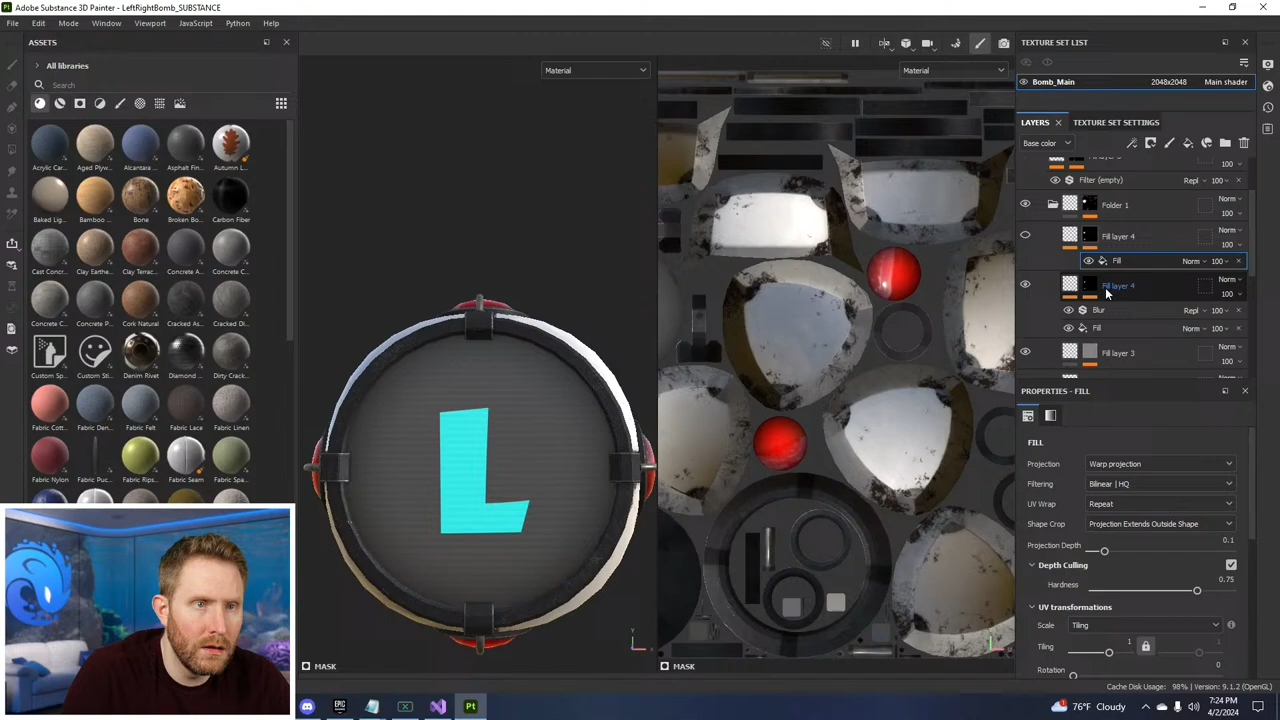 Adobe Substance 3D Painter - LeftRightBomb_SUBSTANCE
File Edit Mode Window Viewport JavaScript Python Help
ASSETS
All libraries
Search
Acrylic Car... Aged Plyw... Alcantara ... Asphalt Fin... Autumn L...
Baked Lig... Bamboo ... Bone Broken Bo... Carbon Fiber
Cast Concr... Clay Earthe... Clay Terrac... Concrete A... Concrete C...
Concrete C... Concrete P... Cork Natural Cracked As... Cracked Di...
Custom Sp... Custom Sti... Denim Rivet Diamond ... Dirty Crack...
Fabric Cott... Fabric Den... Fabric Felt Fabric Lace Fabric Linen
Fabric Nylon Fabric Puc... Fabric Rips... Fabric Seam Fabric Spa...
Material
L
MASK
Material
MASK
TEXTURE SET LIST
Bomb_Main 2048x2048 Main shader
LAYERS TEXTURE SET SETTINGS
Base color
100
Filter (empty) Repl 100
Folder 1 Norm
100
Fill layer 4 Norm
100
Fill Norm 100
Fill layer 4 Norm
100
Blur Repl 100
Fill Norm 100
Fill layer 3 Norm
100
PROPERTIES - FILL
FILL
Projection Warp projection
Filtering Bilinear | HQ
UV Wrap Repeat
Shape Crop Projection Extends Outside Shape
Projection Depth 0.1
Depth Culling
Hardness 0.75
UV transformations
Scale Tiling
Tiling 1 1
Rotation 0
Cache Disk Usage: 98% | Version: 9.1.2 (OpenGL)
76°F Cloudy
7:24 PM
4/2/2024